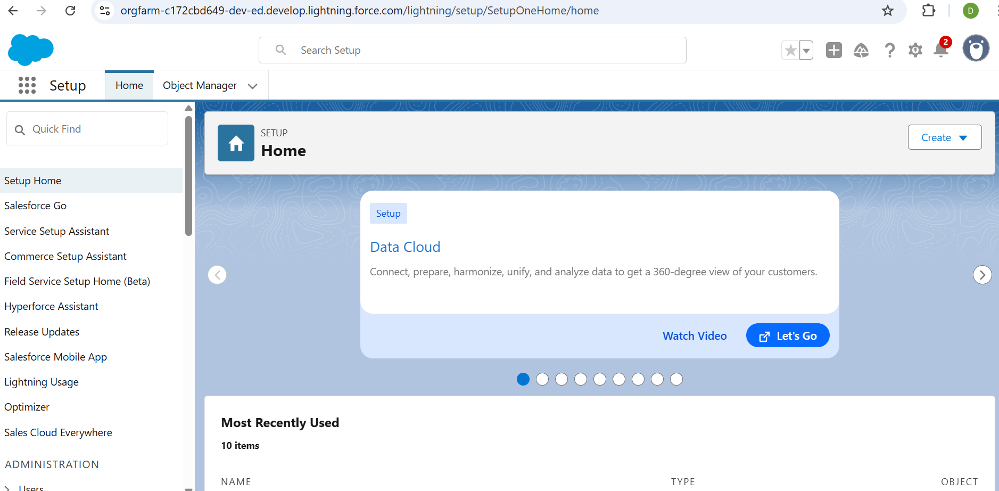 orgfarm-c172cbd649-dev-ed.develop.lightning.force.com/lightning/setup/SetupOneHome/home
D
Search Setup
2
Setup
Home
Object Manager
Quick Find
Setup Home
Salesforce Go
Service Setup Assistant
Commerce Setup Assistant
Field Service Setup Home (Beta)
Hyperforce Assistant
Release Updates
Salesforce Mobile App
Lightning Usage
Optimizer
Sales Cloud Everywhere
ADMINISTRATION
Users
SETUP
Home
Create
Setup
Data Cloud
Connect, prepare, harmonize, unify, and analyze data to get a 360-degree view of your customers.
Watch Video
Let's Go
Most Recently Used
10 items
NAME
TYPE
OBJECT